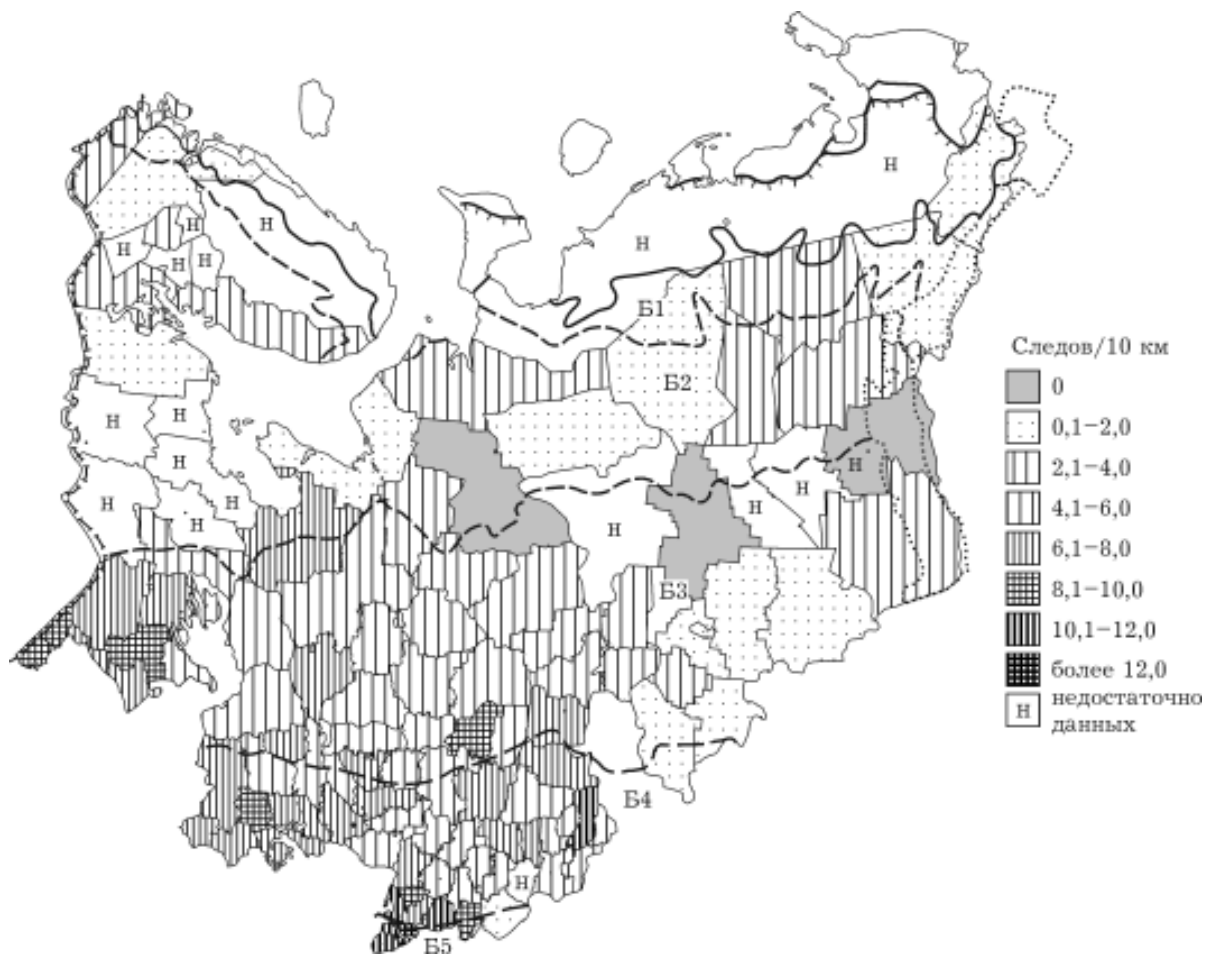 Н
Н
Н
Н
Н
Н
Н
Б1
Б2
Н
Н
Н
Н
Н
Н
Н
Н
Н
Н
Б3
Б4
Н
Б5
Следов/10 км
0
0,1–2,0
2,1–4,0
4,1–6,0
6,1–8,0
8,1–10,0
10,1–12,0
более 12,0
Н недостаточно
данных